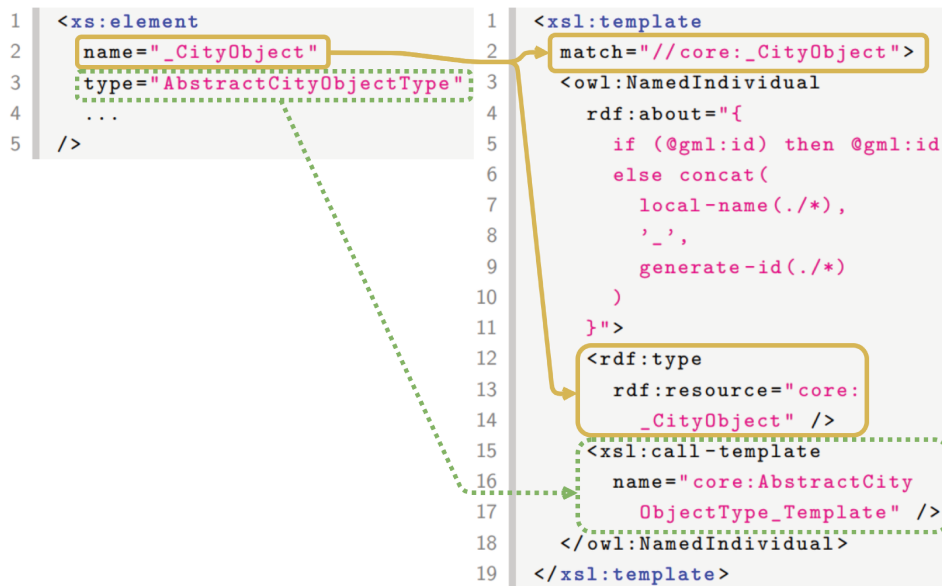 1 <xs:element
2 name="_CityObject"
3 type="AbstractCityObjectType"
4 ...
5 />
1 <xsl:template
2 match="//core:_CityObject">
3 <owl:NamedIndividual
4 rdf:about="{
5 if (@gml:id) then @gml:id
6 else concat(
7 local-name(./*),
8 '_',
9 generate-id(./*)
10 )
11 }">
12 <rdf:type
13 rdf:resource="core:
14 _CityObject" />
15 <xsl:call-template
16 name="core:AbstractCity
17 ObjectType_Template" />
18 </owl:NamedIndividual>
19 </xsl:template>